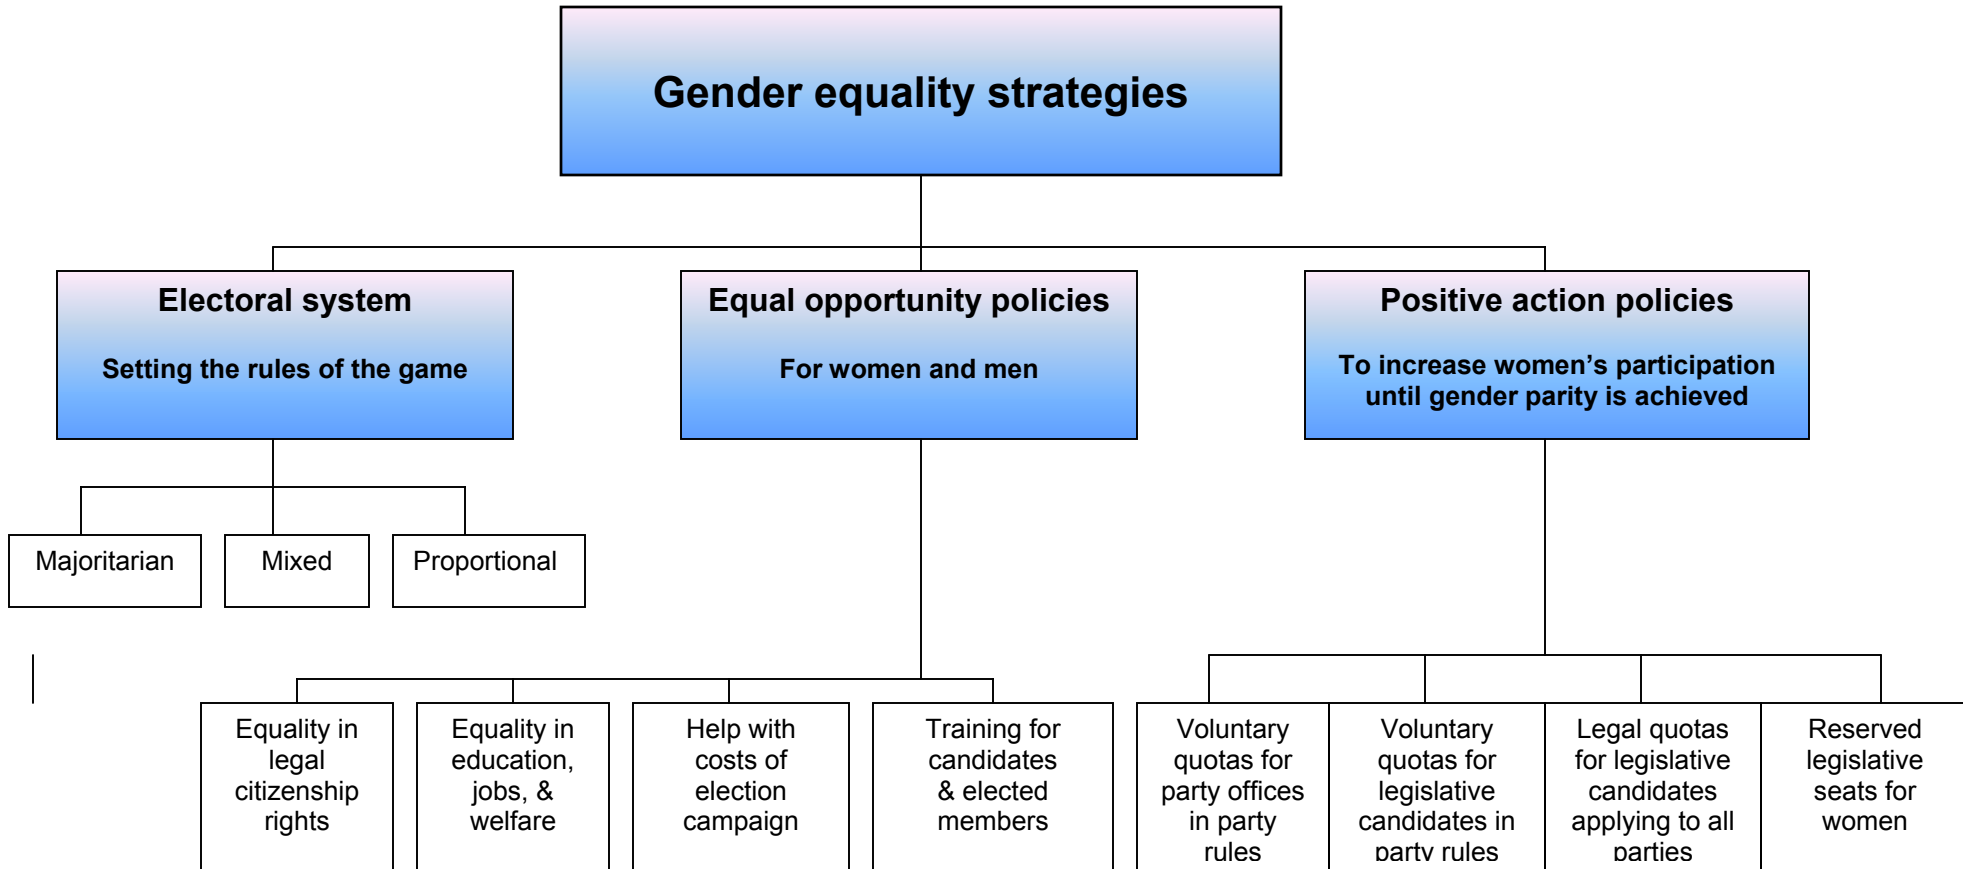 Gender equality strategies
Electoral system
Setting the rules of the game
Equal opportunity policies
For women and men
Positive action policies
To increase women’s participation
until gender parity is achieved
Majoritarian
Mixed
Proportional
Equality in
legal
citizenship
rights
Equality in
education,
jobs, &
welfare
Help with
costs of
election
campaign
Training for
candidates
& elected
members
Voluntary
quotas for
party offices
in party
rules
Voluntary
quotas for
legislative
candidates in
party rules
Legal quotas
for legislative
candidates
applying to all
parties
Reserved
legislative
seats for
women